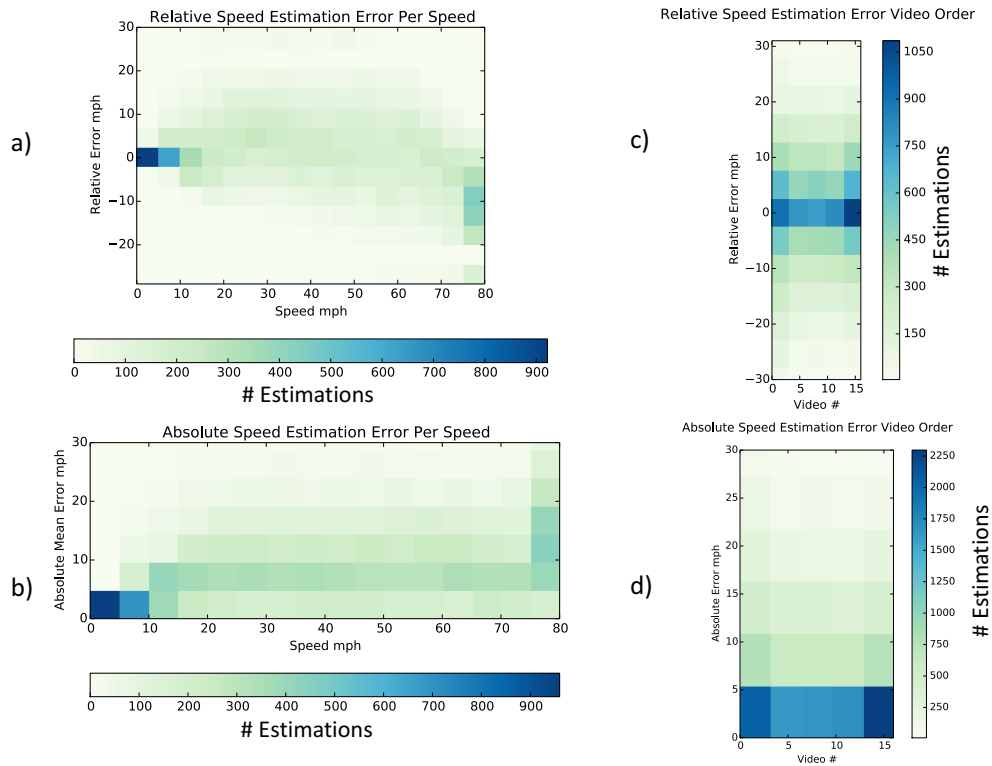 a)
Relative Speed Estimation Error Per Speed
Relative Error mph
30
20
10
0
−10
−20
0 10 20 30 40 50 60 70 80
Speed mph
0 100 200 300 400 500 600 700 800 900
# Estimations
b)
Absolute Speed Estimation Error Per Speed
Absolute Mean Error mph
30
20
10
0
0 10 20 30 40 50 60 70 80
Speed mph
0 100 200 300 400 500 600 700 800 900
# Estimations
c)
Relative Speed Estimation Error Video Order
Relative Error mph
30
20
10
0
−10
−20
−30
0 5 10 15
Video #
1050
900
750
600
450
300
150
# Estimations
d)
Absolute Speed Estimation Error Video Order
Absolute Error mph
30
25
20
15
10
5
0
0 5 10 15
Video #
2250
2000
1750
1500
1250
1000
750
500
250
# Estimations